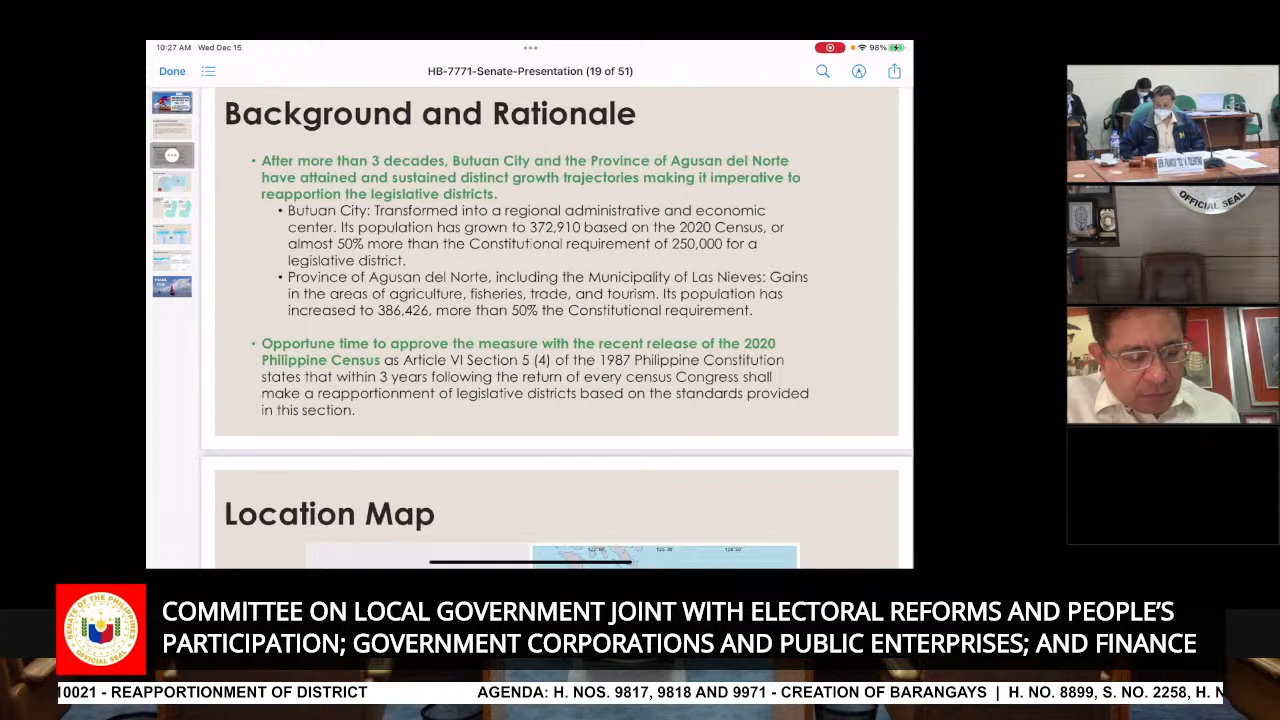 10:27 AM Wed Dec 15
98%
Done
HB-7771-Senate-Presentation (19 of 51)
Background and Rationale
• After more than 3 decades, Butuan City and the Province of Agusan del Norte
have attained and sustained distinct growth trajectories making it imperative to
reapportion the legislative districts.
• Butuan City: Transformed into a regional administrative and economic
center. Its population has grown to 372,910 based on the 2020 Census, or
almost 50% more than the Constitutional requirement of 250,000 for a
legislative district.
• Province of Agusan del Norte, including the Municipality of Las Nieves: Gains
in the areas of agriculture, fisheries, trade, and tourism. Its population has
increased to 386,426, more than 50% the Constitutional requirement.
• Opportune time to approve the measure with the recent release of the 2020
Philippine Census as Article VI Section 5 (4) of the 1987 Philippine Constitution
states that within 3 years following the return of every census Congress shall
make a reapportionment of legislative districts based on the standards provided
in this section.
Location Map
OFFICIAL SEAL
SENATE OF THE PHILIPPINES
OFFICIAL SEAL
COMMITTEE ON LOCAL GOVERNMENT JOINT WITH ELECTORAL REFORMS AND PEOPLE'S
PARTICIPATION; GOVERNMENT CORPORATIONS AND PUBLIC ENTERPRISES; AND FINANCE
10021 - REAPPORTIONMENT OF DISTRICT AGENDA: H. NOS. 9817, 9818 AND 9971 - CREATION OF BARANGAYS | H. NO. 8899, S. NO. 2258, H.